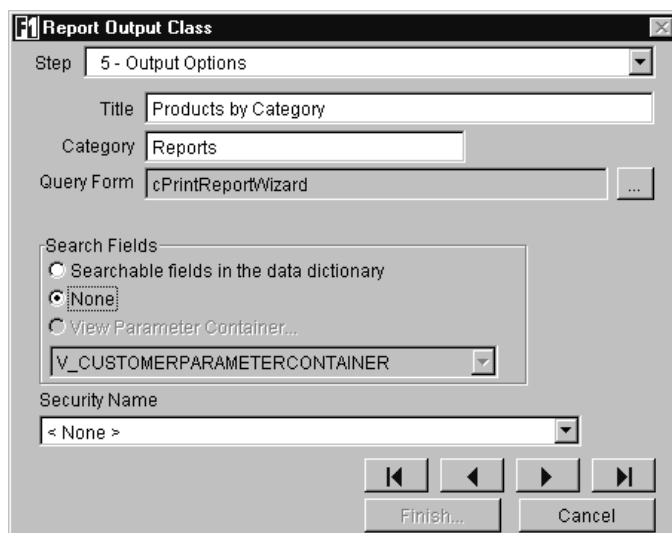 F1 Report Output Class
Step 5 - Output Options
Title Products by Category
Category Reports
Query Form cPrintReportWizard ...
Search Fields
Searchable fields in the data dictionary
None
View Parameter Container...
V_CUSTOMERPARAMETERCONTAINER
Security Name
< None >
Finish... Cancel